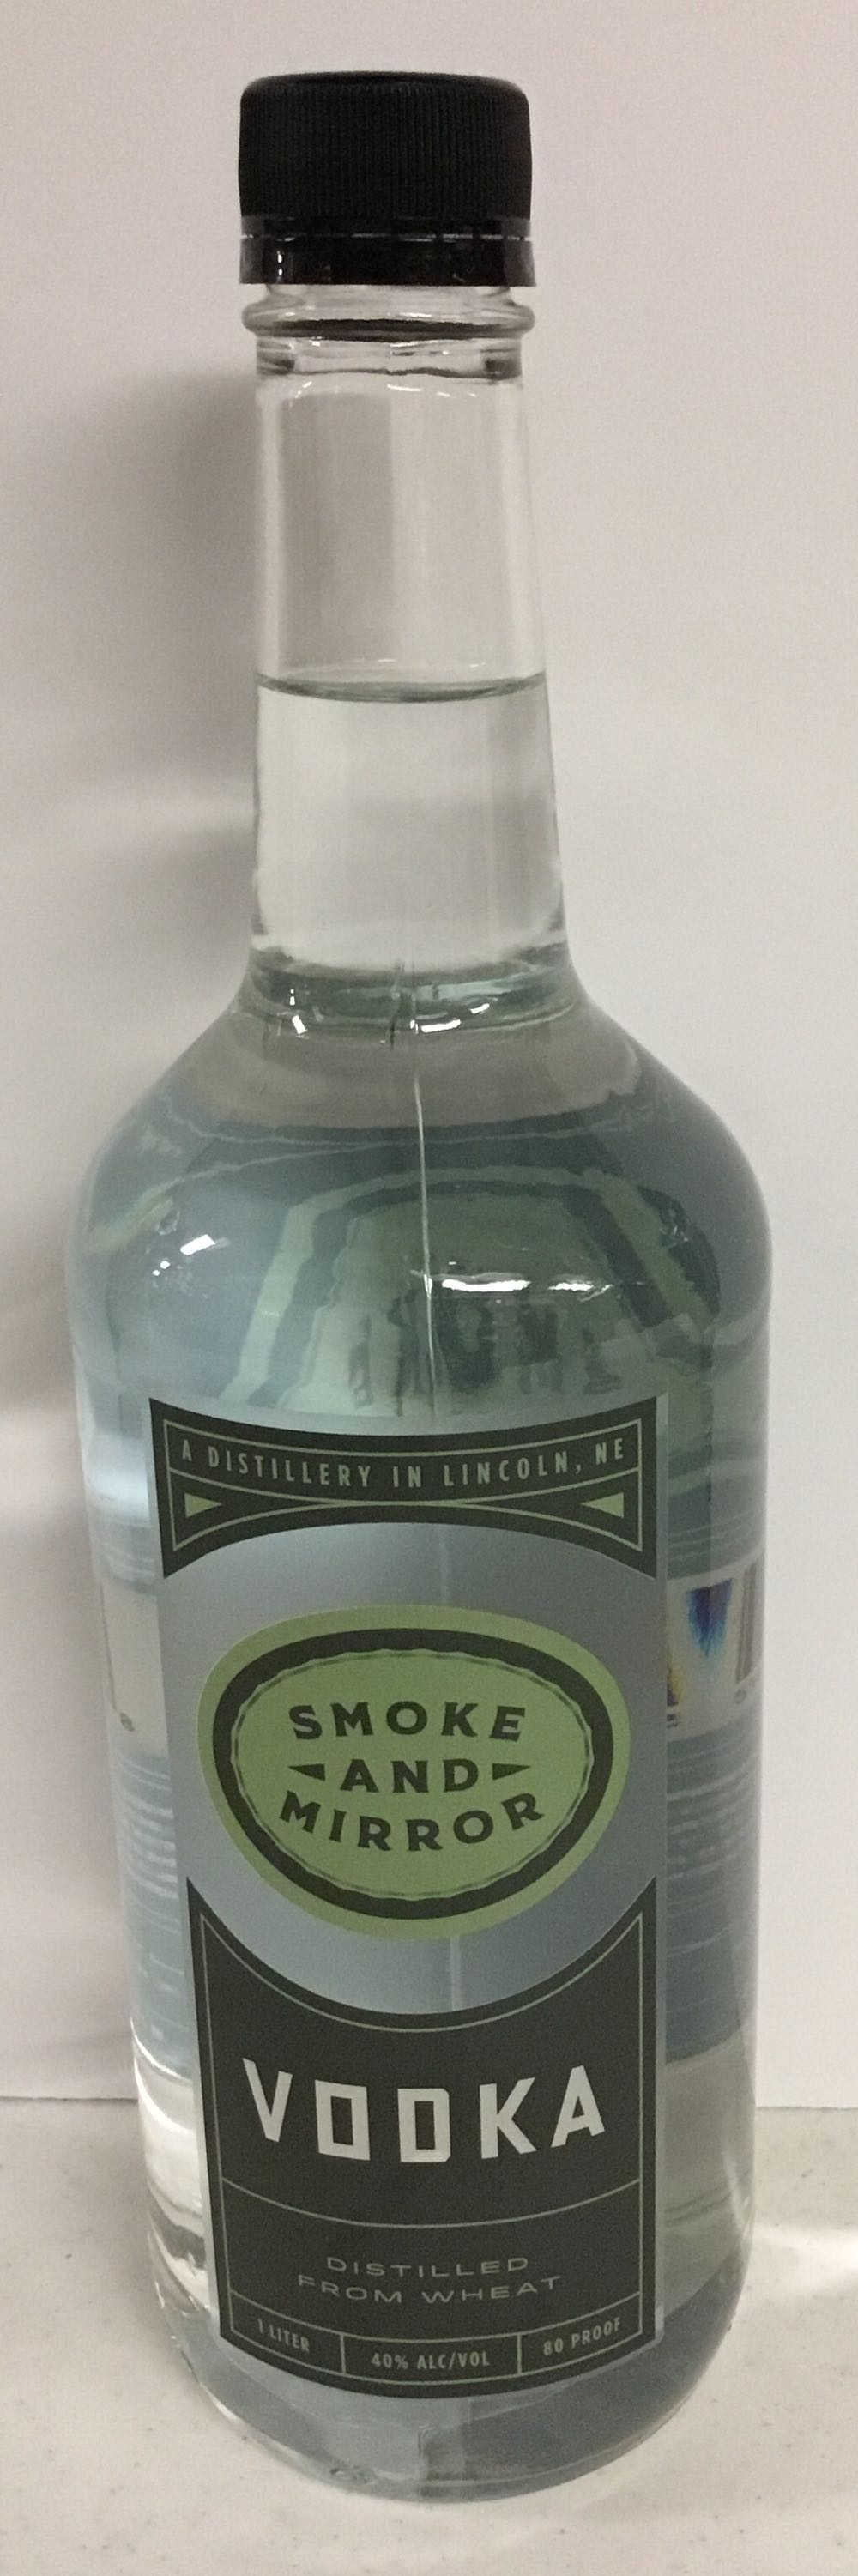 A DISTILLERY IN LINCOLN, NE
SMOKE
AND
MIRROR
VODKA
DISTILLED
FROM WHEAT
1 LITER
40% ALC/VOL
80 PROOF